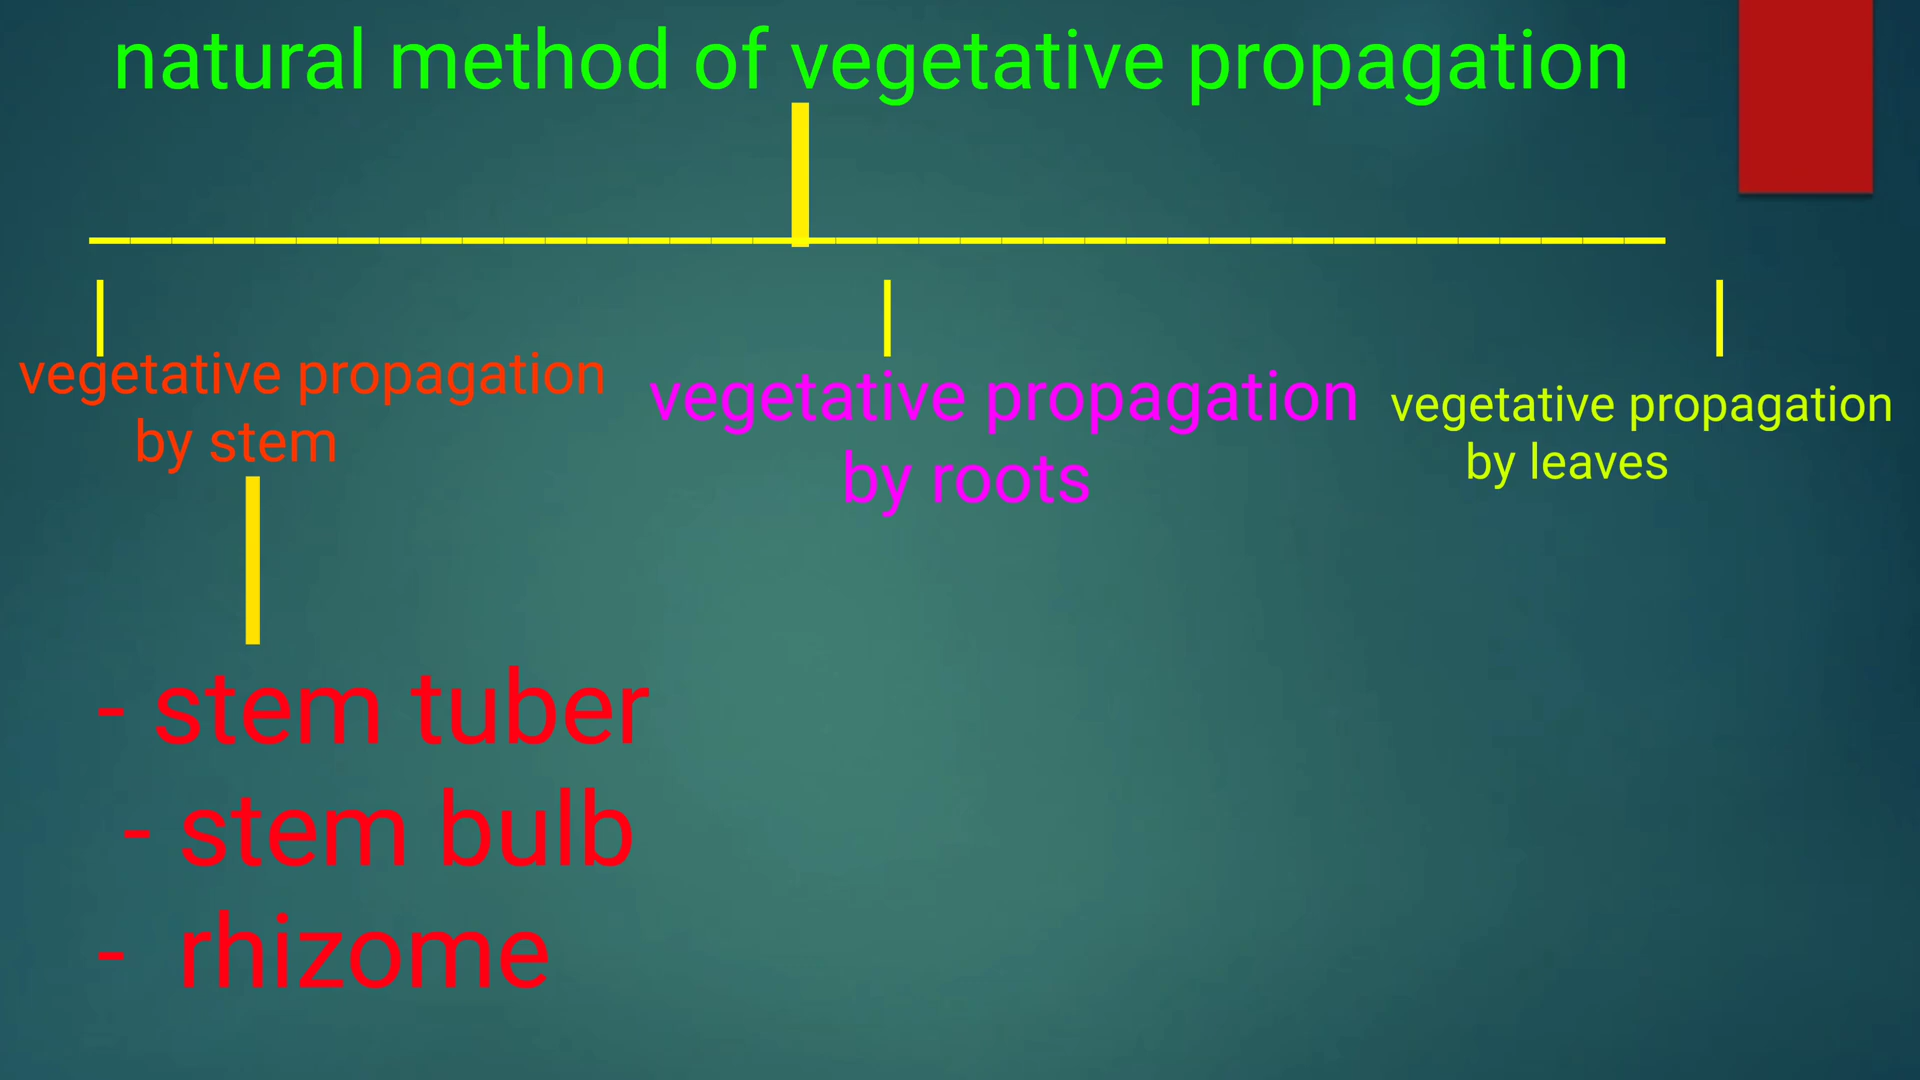 natural method of vegetative propagation
vegetative propagation
by stem
vegetative propagation
by roots
vegetative propagation
by leaves
- stem tuber
- stem bulb
- rhizome